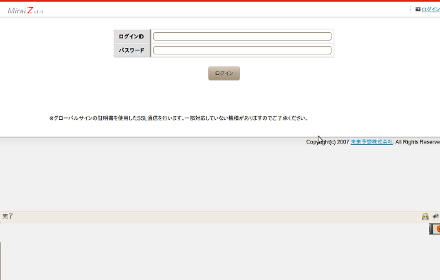 Mirai Z
ログイン
ログインID
パスワード
ログイン
※グローバルサインの証明書を使用したSSL通信を行います。一部対応していない機種がありますのでご了承ください。
Copyright(c) 2007 未来予想株式会社. All Rights Reserve
完了